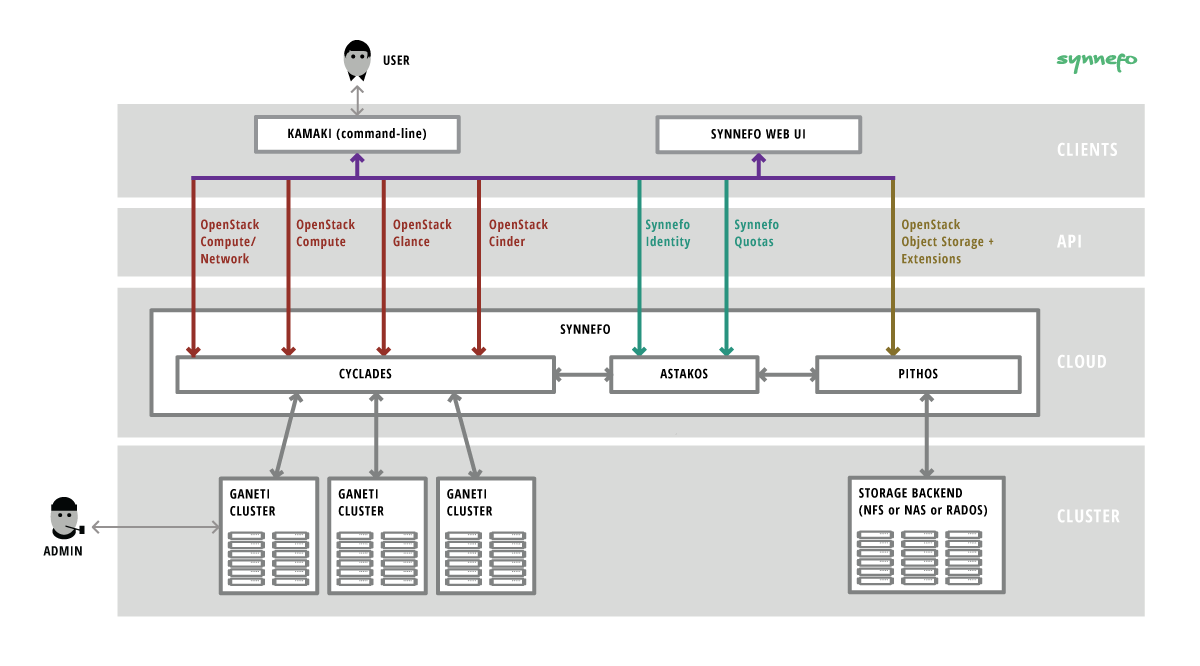 USER
synnefo
KAMAKI (command-line)
SYNNEFO WEB UI
CLIENTS
OpenStack
Compute/
Network
OpenStack
Compute
OpenStack
Glance
OpenStack
Cinder
Synnefo
Identity
Synnefo
Quotas
OpenStack
Object Storage +
Extensions
API
SYNNEFO
CYCLADES
ASTAKOS
PITHOS
CLOUD
GANETI
CLUSTER
GANETI
CLUSTER
GANETI
CLUSTER
STORAGE BACKEND
(NFS or NAS or RADOS)
CLUSTER
ADMIN